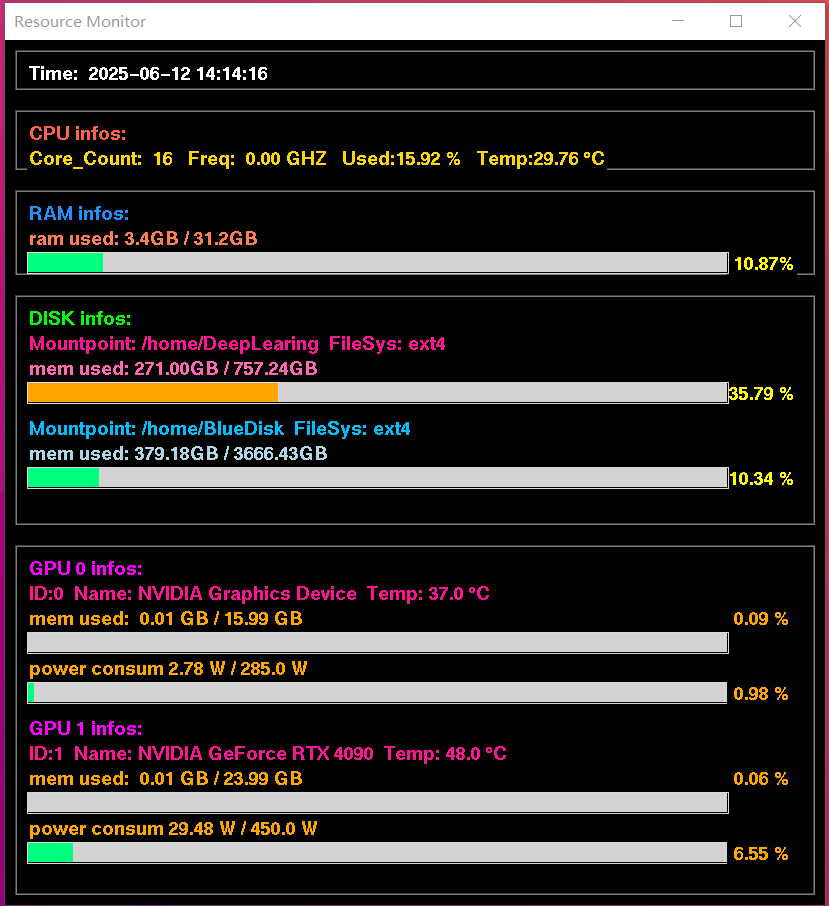 Resource Monitor
Time: 2025-06-12 14:14:16
CPU infos:
Core_Count: 16 Freq: 0.00 GHZ Used:15.92 % Temp:29.76 °C
RAM infos:
ram used: 3.4GB / 31.2GB
10.87%
DISK infos:
Mountpoint: /home/DeepLearing FileSys: ext4
mem used: 271.00GB / 757.24GB
35.79 %
Mountpoint: /home/BlueDisk FileSys: ext4
mem used: 379.18GB / 3666.43GB
10.34 %
GPU 0 infos:
ID:0 Name: NVIDIA Graphics Device Temp: 37.0 °C
mem used: 0.01 GB / 15.99 GB 0.09 %
power consum 2.78 W / 285.0 W
0.98 %
GPU 1 infos:
ID:1 Name: NVIDIA GeForce RTX 4090 Temp: 48.0 °C
mem used: 0.01 GB / 23.99 GB 0.06 %
power consum 29.48 W / 450.0 W
6.55 %